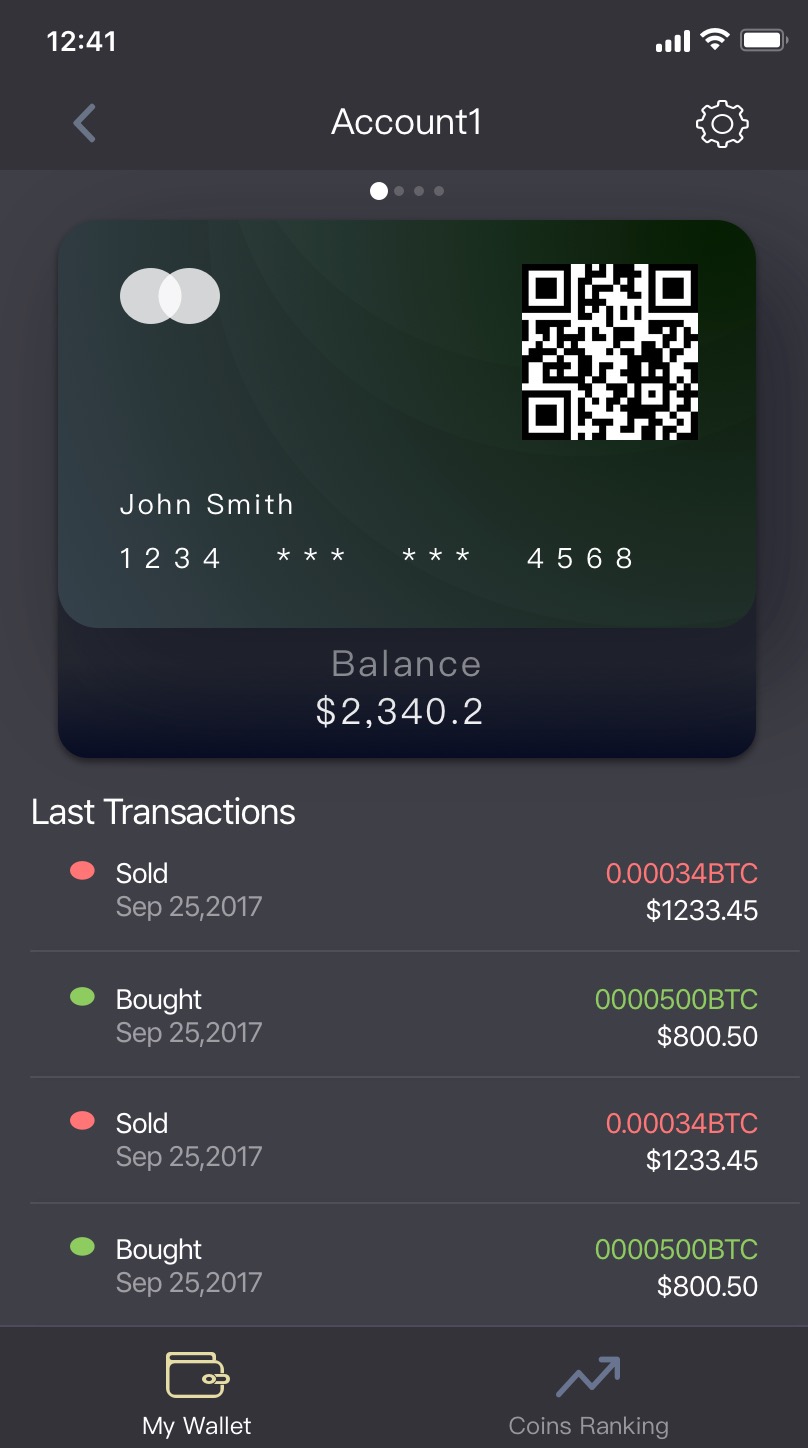 12:41
Account1
John Smith
1234 *** *** 4568
Balance
$2,340.2
Last Transactions
Sold
0.00034BTC
Sep 25,2017
$1233.45
Bought
0000500BTC
Sep 25,2017
$800.50
Sold
0.00034BTC
Sep 25,2017
$1233.45
Bought
0000500BTC
Sep 25,2017
$800.50
My Wallet
Coins Ranking